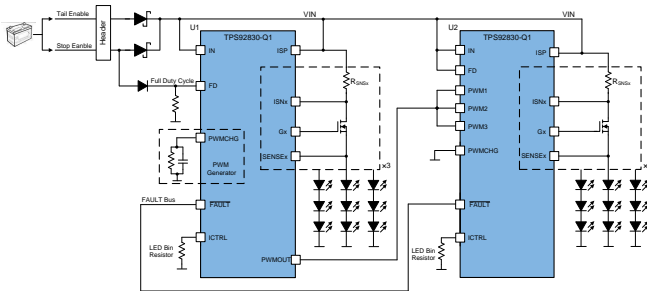 Tail Enable
Stop Eanble
Header
Full Duty Cycle
U1
TPS92830-Q1
VIN
IN
ISP
FD
RSNSx
ISNx
Gx
SENSEx
×3
PWMCHG
PWM
Generator
FAULT Bus
FAULT
LED Bin
Resistor
ICTRL
PWMOUT
U2
TPS92830-Q1
VIN
IN
ISP
FD
RSNSx
PWM1
ISNx
PWM2
PWM3
Gx
PWMCHG
SENSEx
×
FAULT
LED Bin
Resistor
ICTRL